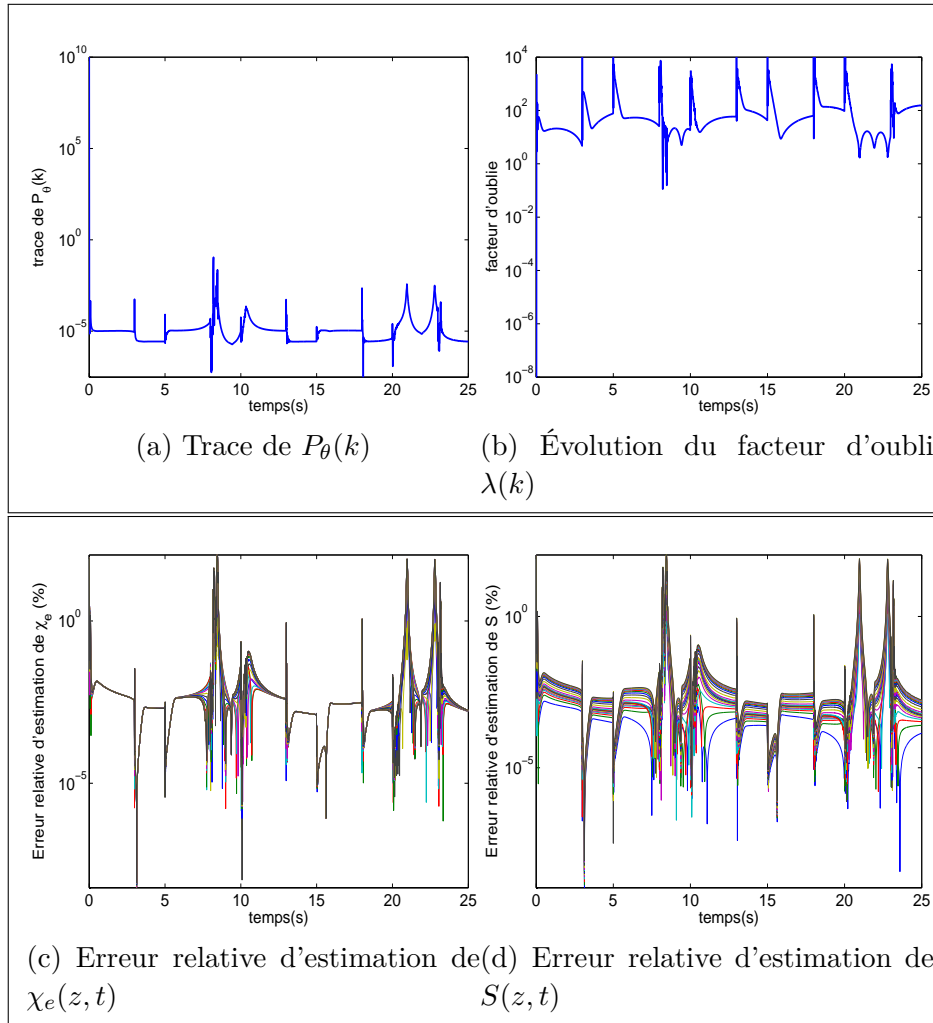 10^10
10^5
10^0
10^−5
trace de P_θ(k)
0 5 10 15 20 25
temps(s)
10^4
10^2
10^0
10^−2
10^−4
10^−6
10^−8
facteur d'oublie
0 5 10 15 20 25
temps(s)
(a) Trace de P_θ(k)
(b) Évolution du facteur d'oubli
λ(k)
10^0
10^−5
Erreur relative d'estimation de χ_e (%)
0 5 10 15 20 25
temps(s)
10^0
10^−5
Erreur relative d'estimation de S (%)
0 5 10 15 20 25
temps(s)
(c) Erreur relative d'estimation de
χ_e(z, t)
(d) Erreur relative d'estimation de
S(z, t)